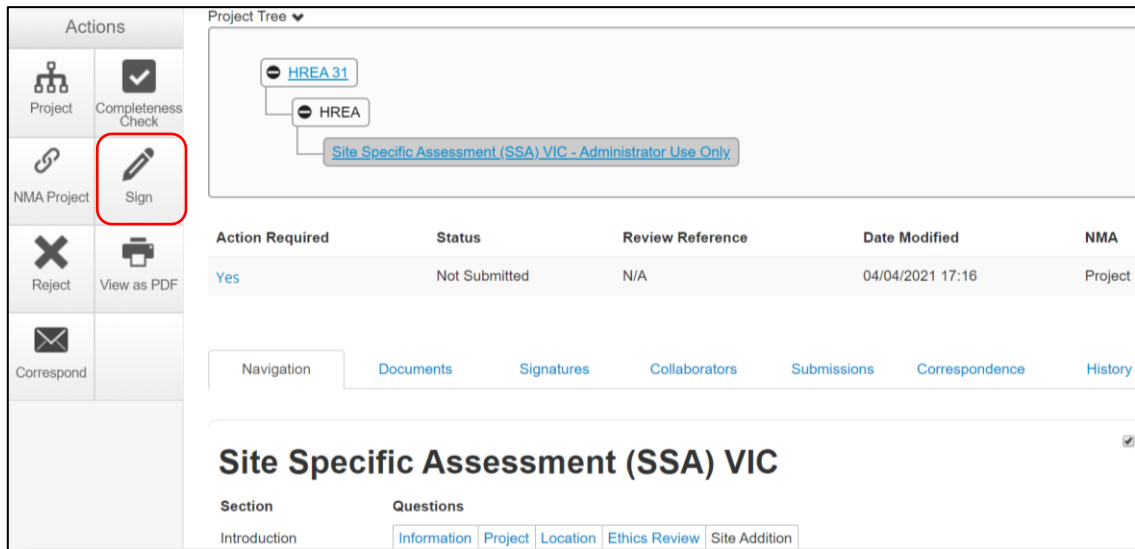 Actions
Project
Completeness
Check
NMA Project
Sign
Reject
View as PDF
Correspond
Project Tree
HREA 31
HREA
Site Specific Assessment (SSA) VIC - Administrator Use Only
Action Required Status Review Reference Date Modified NMA
Yes Not Submitted N/A 04/04/2021 17:16 Project
Navigation Documents Signatures Collaborators Submissions Correspondence History
Site Specific Assessment (SSA) VIC
Section Questions
Introduction Information Project Location Ethics Review Site Addition